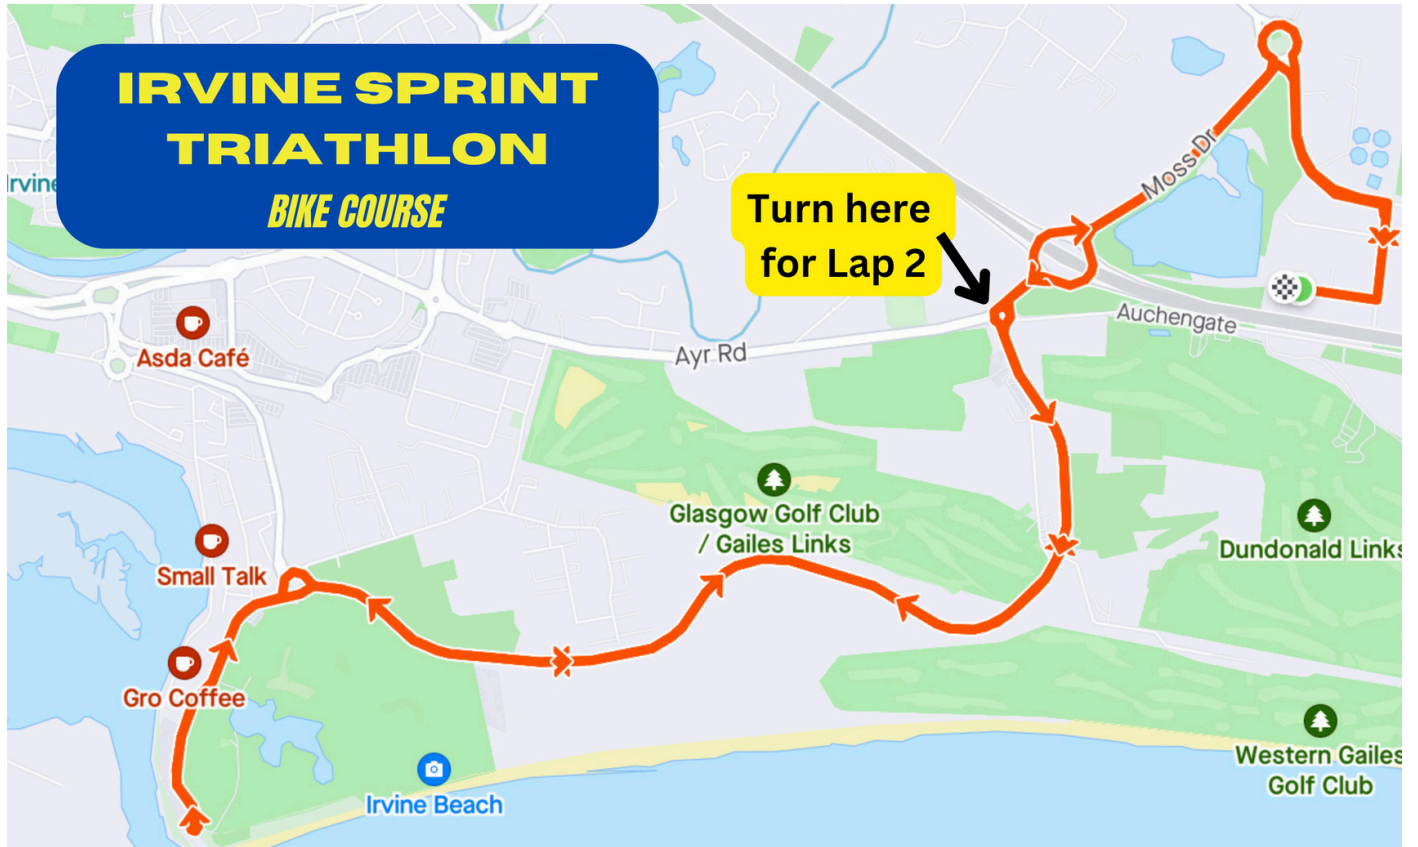 IRVINE SPRINT
TRIATHLON
BIKE COURSE
Irvine
Turn here
for Lap 2
Moss Dr
Auchengate
Ayr Rd
Asda Café
Glasgow Golf Club
/ Gailes Links
Dundonald Links
Small Talk
Gro Coffee
Western Gailes
Golf Club
Irvine Beach